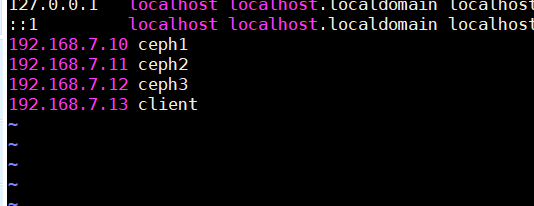 127.0.0.1   localhost localhost.localdomain localhost
::1         localhost localhost.localdomain localhost
192.168.7.10 ceph1
192.168.7.11 ceph2
192.168.7.12 ceph3
192.168.7.13 client
~
~
~
~
~